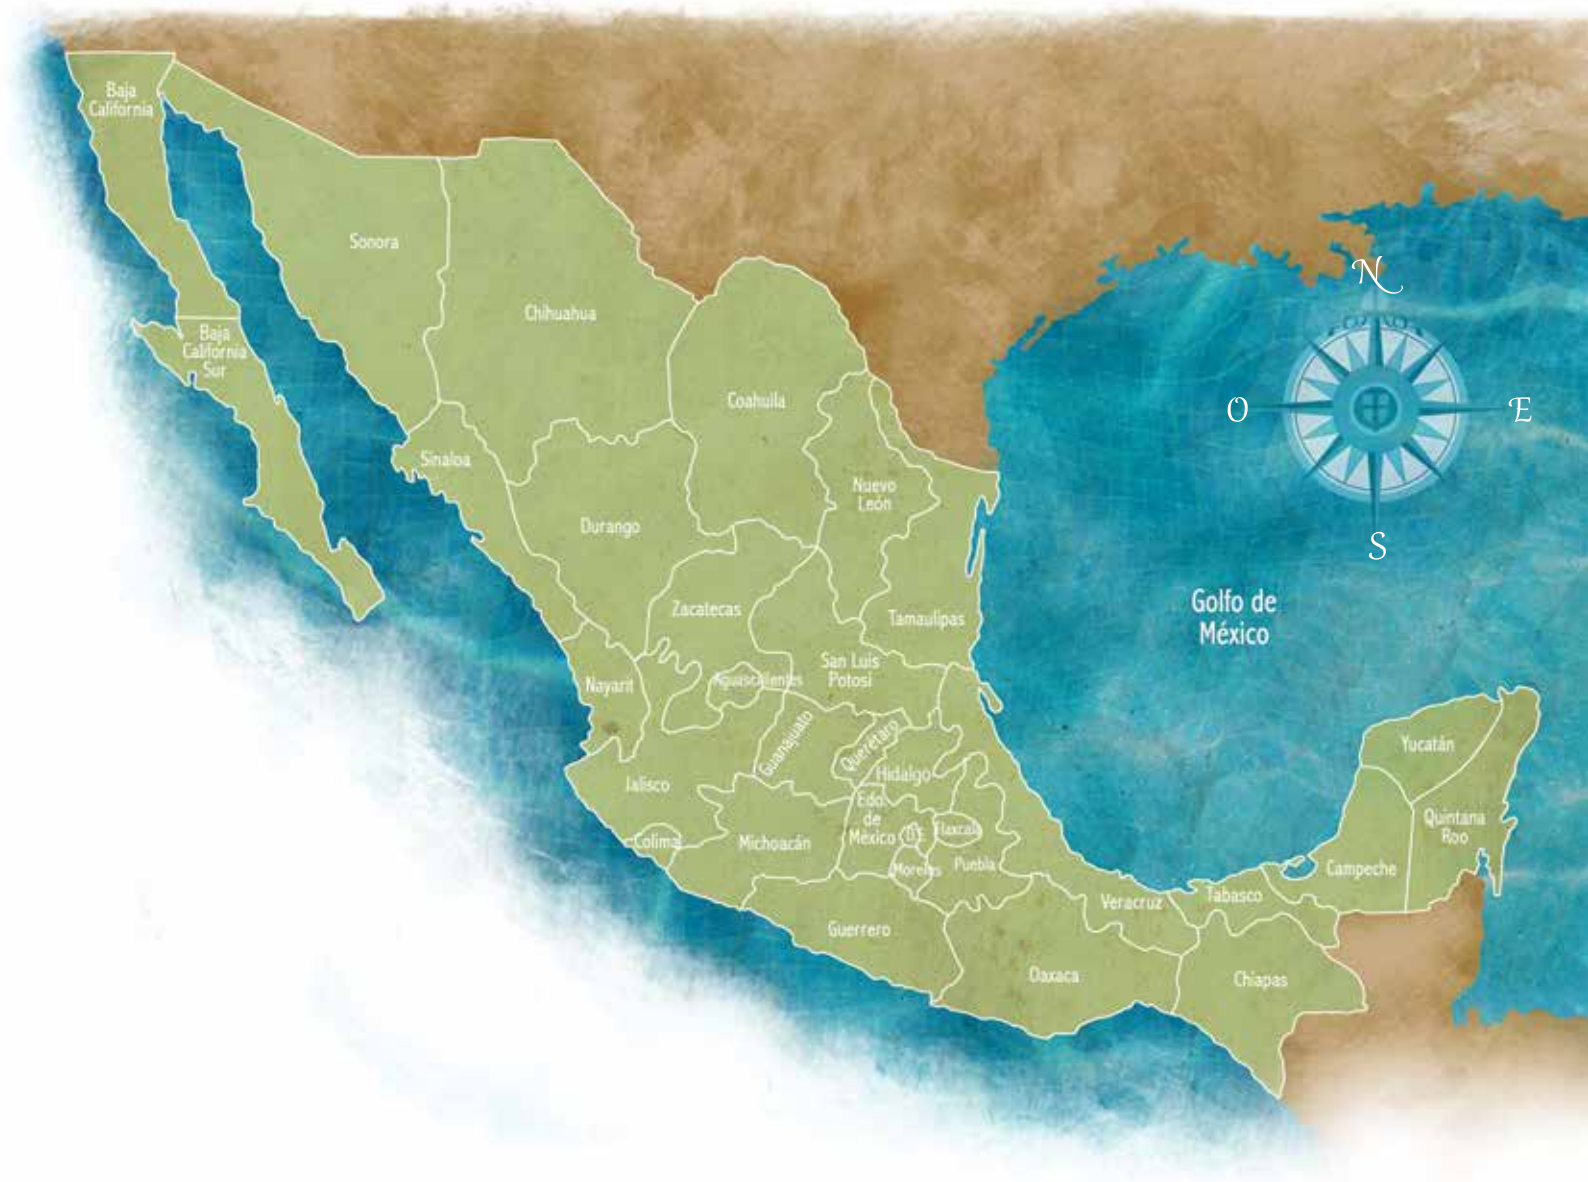 Baja
California
Sonora
Chihuahua
Baja
California
Sur
Coahuila
Sinaloa
Nuevo
León
Durango
Zacatecas
Tamaulipas
San Luis
Potosí
Nayarit
Aguascalientes
Guanajuato
Querétaro
Hidalgo
Jalisco
Edo.
de
México
D.F.
Tlaxcala
Colima
Michoacán
Morelos
Puebla
Guerrero
Veracruz
Oaxaca
Tabasco
Chiapas
Campeche
Yucatán
Quintana
Roo
Golfo de
México
N
O
E
S